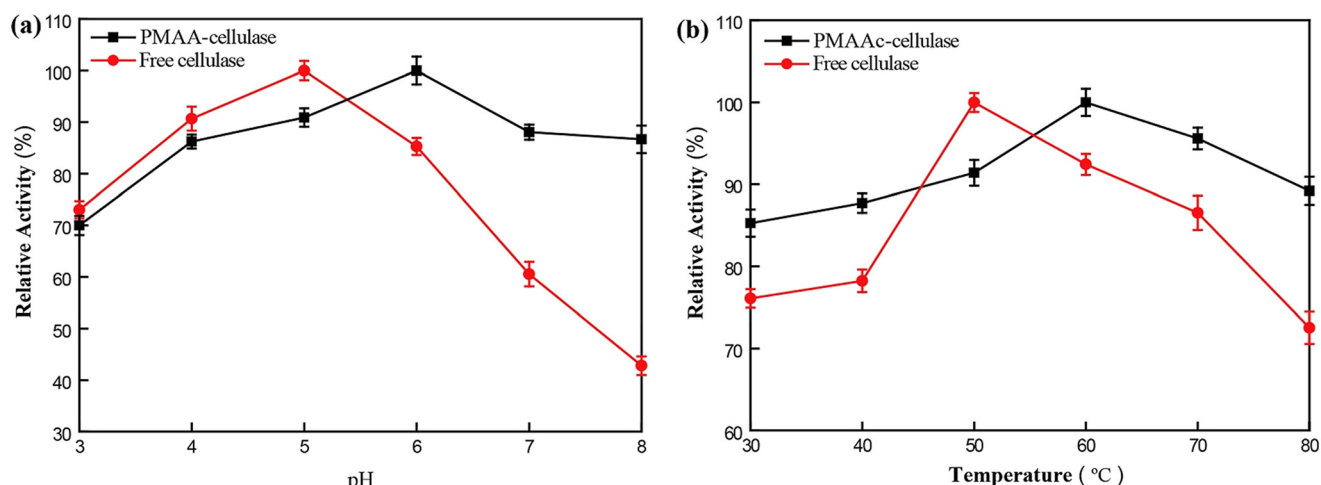 (a)
PMAA-cellulase
Free cellulase
Relative Activity (%)
110
100
90
80
70
60
50
40
30
3 4 5 6 7 8
pH
(b)
PMAAc-cellulase
Free cellulase
Relative Activity (%)
110
100
90
80
70
60
30 40 50 60 70 80
Temperature ( ºC)